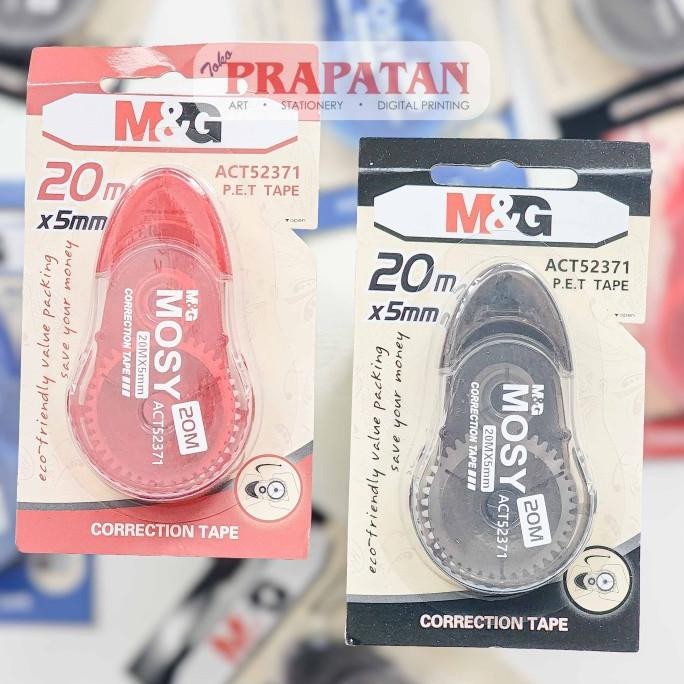 Toko
PRAPATAN
ART • STATIONERY • DIGITAL PRINTING
M&G
20m
x5mm
ACT52371
P.E.T TAPE
open
eco-friendly value packing
save your money
M&G
MOSY
CORRECTION TAPE
20MX5mm
20M
ACT52371
CORRECTION TAPE
M&G
20m
x5mm
ACT52371
P.E.T TAPE
open
eco-friendly value packing
save your money
M&G
MOSY
CORRECTION TAPE
20MX5mm
20M
ACT52371
CORRECTION TAPE
M&G